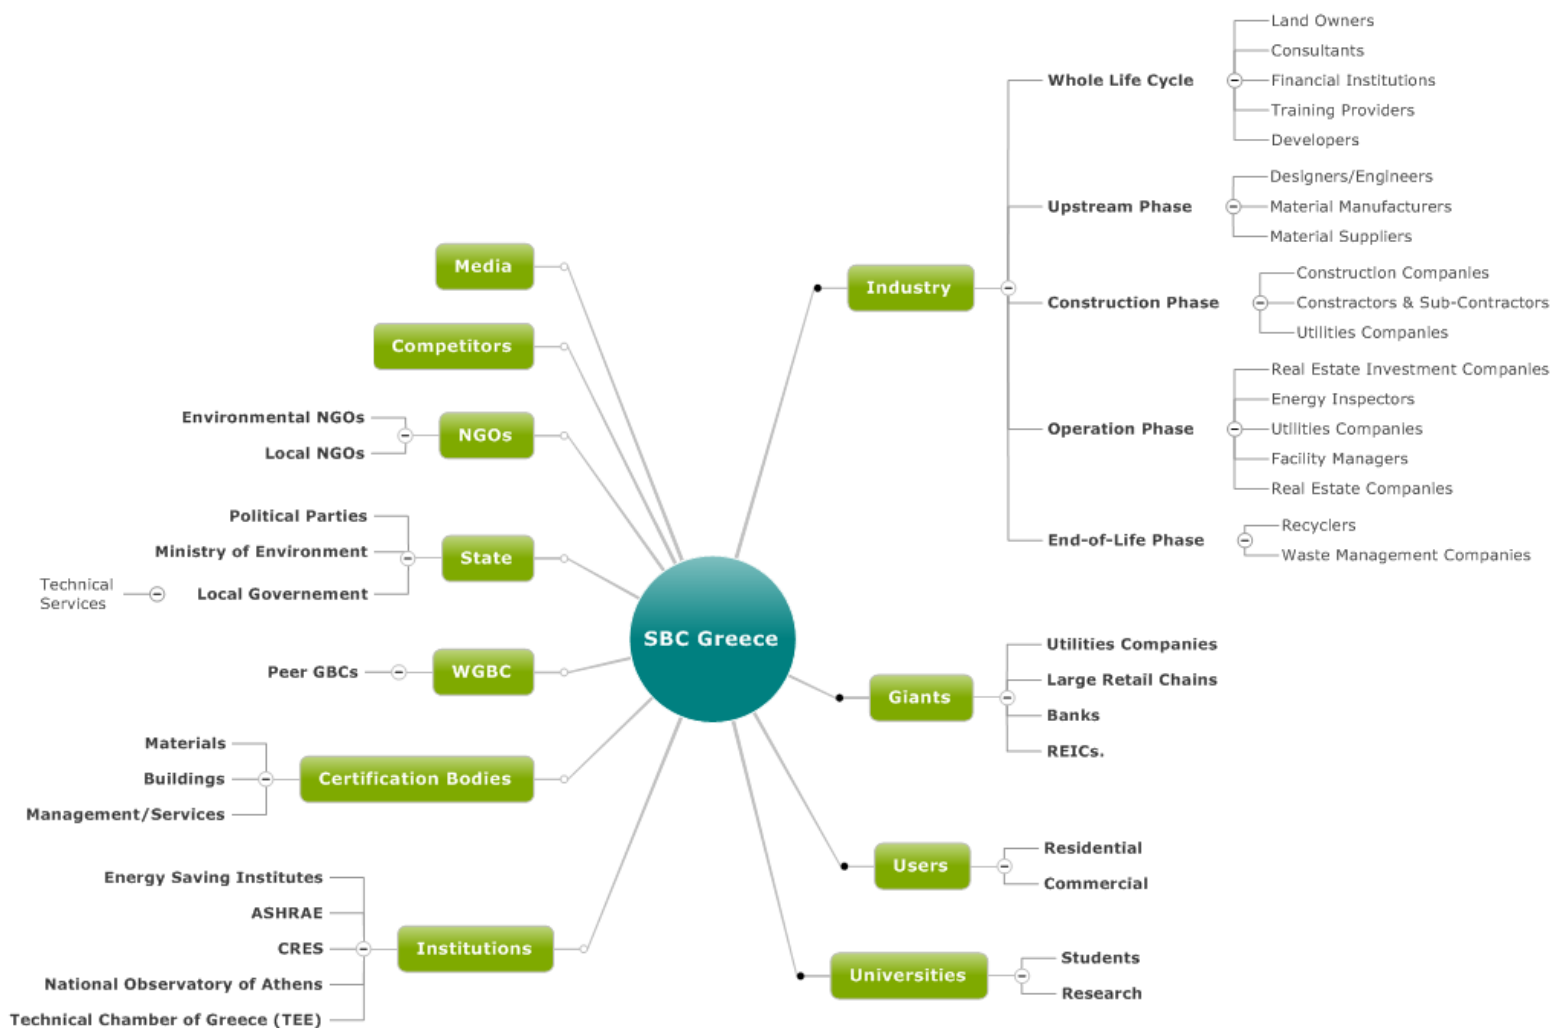 SBC Greece
Media
Competitors
NGOs
Environmental NGOs
Local NGOs
State
Political Parties
Ministry of Environment
Local Governement
Technical
Services
WGBC
Peer GBCs
Certification Bodies
Materials
Buildings
Management/Services
Institutions
Energy Saving Institutes
ASHRAE
CRES
National Observatory of Athens
Technical Chamber of Greece (TEE)
Industry
Whole Life Cycle
Land Owners
Consultants
Financial Institutions
Training Providers
Developers
Upstream Phase
Designers/Engineers
Material Manufacturers
Material Suppliers
Construction Phase
Construction Companies
Constractors & Sub-Contractors
Utilities Companies
Operation Phase
Real Estate Investment Companies
Energy Inspectors
Utilities Companies
Facility Managers
Real Estate Companies
End-of-Life Phase
Recyclers
Waste Management Companies
Giants
Utilities Companies
Large Retail Chains
Banks
REICs.
Users
Residential
Commercial
Universities
Students
Research